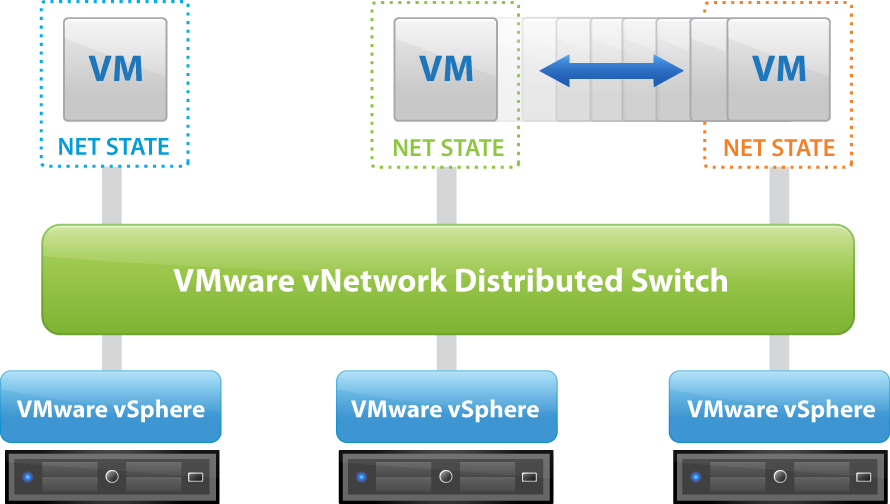 VM
VM
VM
NET STATE
NET STATE
NET STATE
VMware vNetwork Distributed Switch
VMware vSphere
VMware vSphere
VMware vSphere